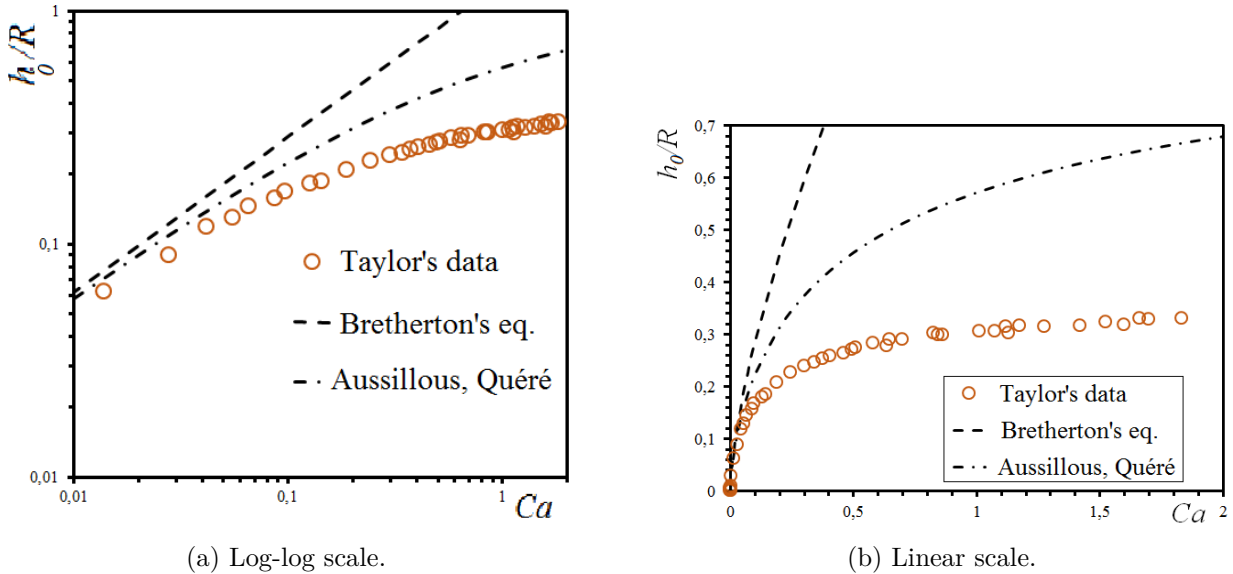 1
h₀/R
0,1
Taylor's data
Bretherton's eq.
Aussillous, Quéré
0,01
0,01
0,1
1
Ca
(a) Log-log scale.
0,7
h₀/R
0,6
0,5
0,4
0,3
0,2
0,1
0
Taylor's data
Bretherton's eq.
Aussillous, Quéré
0
0,5
1
1,5
Ca
2
(b) Linear scale.